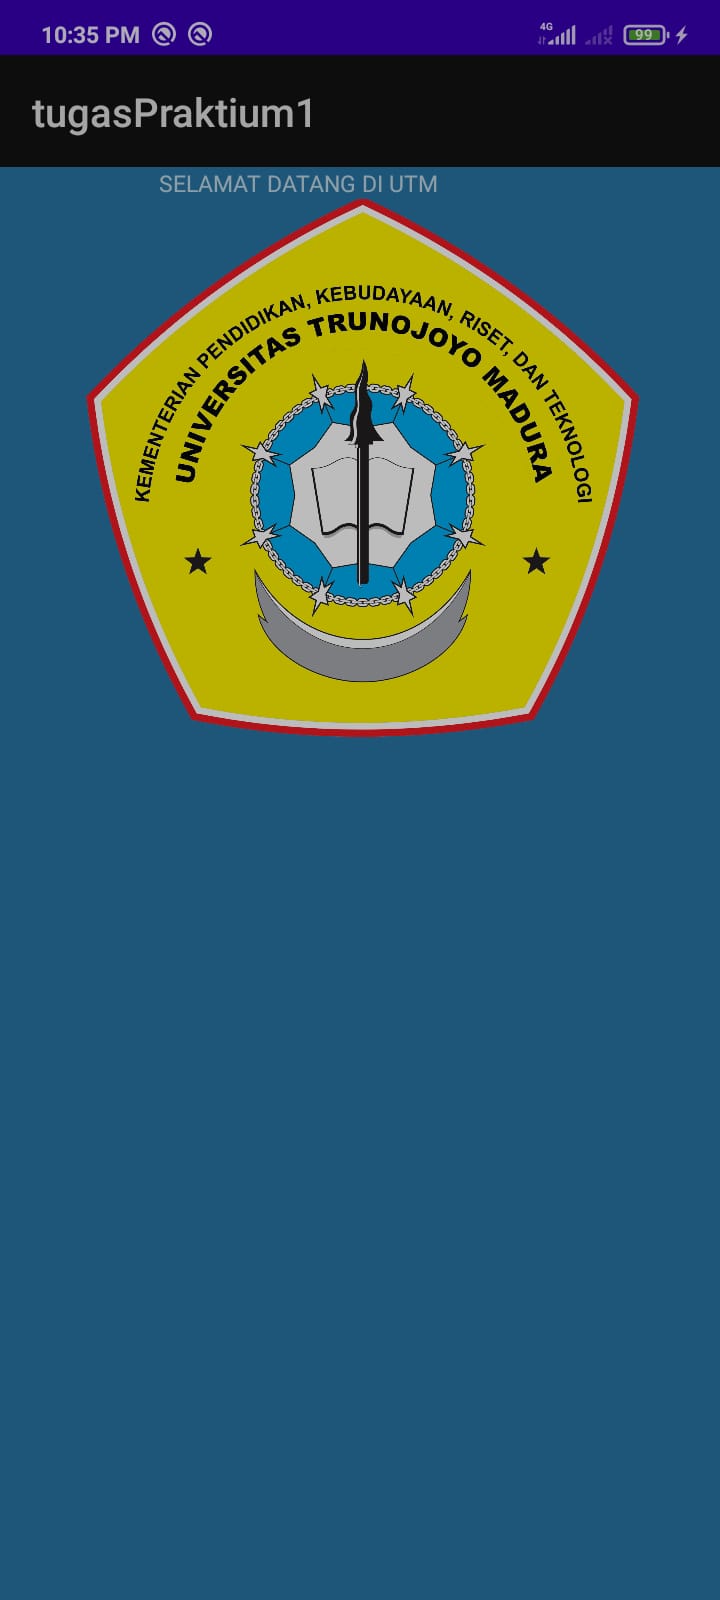 10:35 PM
4G
99
tugasPraktium1
SELAMAT DATANG DI UTM
KEMENTERIAN PENDIDIKAN, KEBUDAYAAN, RISET, DAN TEKNOLOGI
UNIVERSITAS TRUNOJOYO MADURA